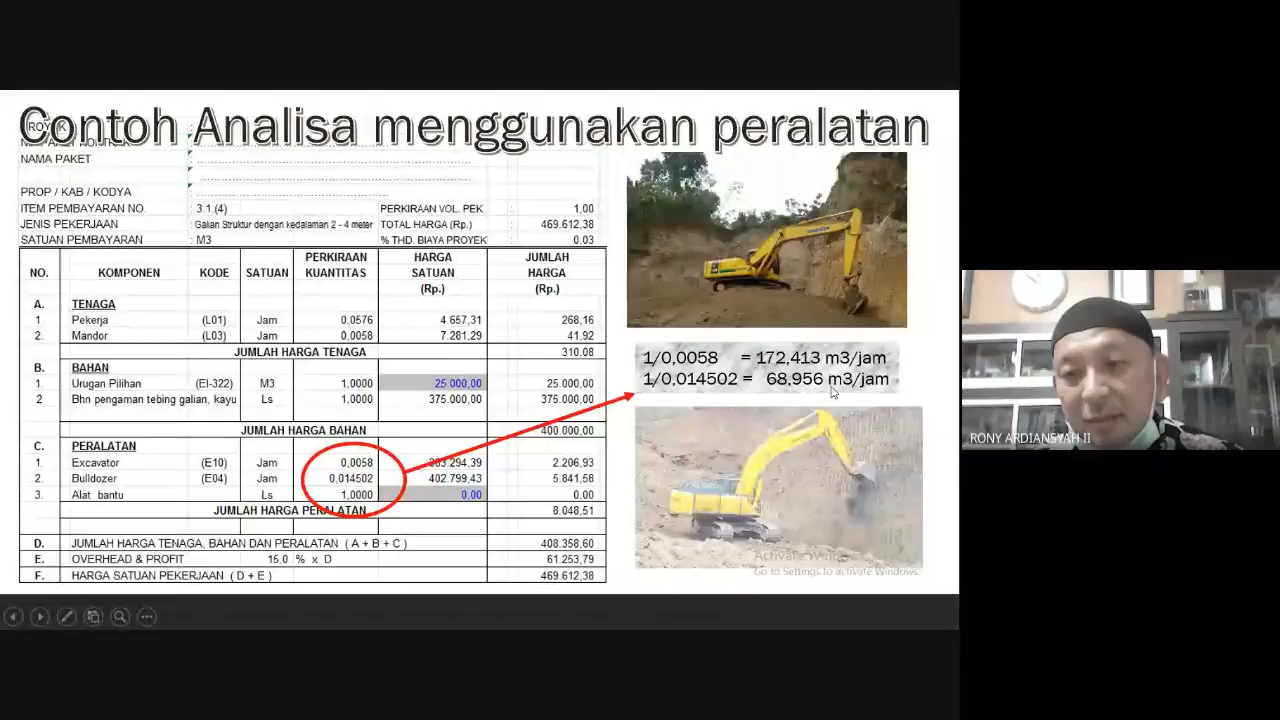 Contoh Analisa menggunakan peralatan
NAMA PAKET
PROP / KAB / KODYA
ITEM PEMBAYARAN NO. : 3.1 (4) PERKIRAAN VOL. PEK : 1,00
JENIS PEKERJAAN : Galian Struktur dengan kedalaman 2 - 4 meter TOTAL HARGA (Rp.) : 469.612,38
SATUAN PEMBAYARAN : M3 % THD. BIAYA PROYEK : 0.03
NO. KOMPONEN KODE SATUAN PERKIRAAN KUANTITAS HARGA SATUAN (Rp.) JUMLAH HARGA (Rp.)
A. TENAGA
1. Pekerja (L01) Jam 0,0576 4.657,31 268,16
2. Mandor (L03) Jam 0,0058 7.281,29 41,92
JUMLAH HARGA TENAGA 310.08
B. BAHAN
1. Urugan Pilihan (EI-322) M3 1,0000 25.000,00 25.000,00
2 Bhn pengaman tebing galian, kayu Ls 1,0000 375.000,00 375.000,00
JUMLAH HARGA BAHAN 400.000,00
C. PERALATAN
1. Excavator (E10) Jam 0,0058 2.206,93
2. Bulldozer (E04) Jam 0,014502 402.799,43 5.841,58
3. Alat bantu Ls 1,0000 0.00 0,00
JUMLAH HARGA PERALATAN 8.048,51
D. JUMLAH HARGA TENAGA, BAHAN DAN PERALATAN ( A + B + C ) 408.358,60
E. OVERHEAD & PROFIT 15,0 % x D 61.253,79
F. HARGA SATUAN PEKERJAAN ( D + E ) 469.612,38
1/0,0058 = 172,413 m3/jam
1/0,014502 = 68,956 m3/jam
Activate Windows
Go to Settings to activate Windows.
RONY ARDIANSYAH II